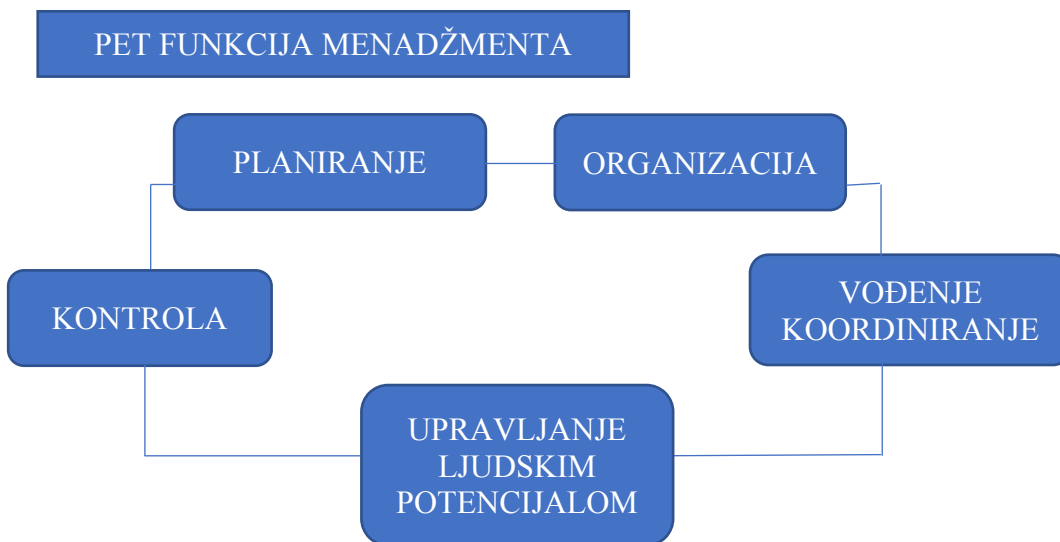 PET FUNKCIJA MENADŽMENTA
PLANIRANJE
ORGANIZACIJA
KONTROLA
VOĐENJE
KOORDINIRANJE
UPRAVLJANJE
LJUDSKIM
POTENCIJALOM